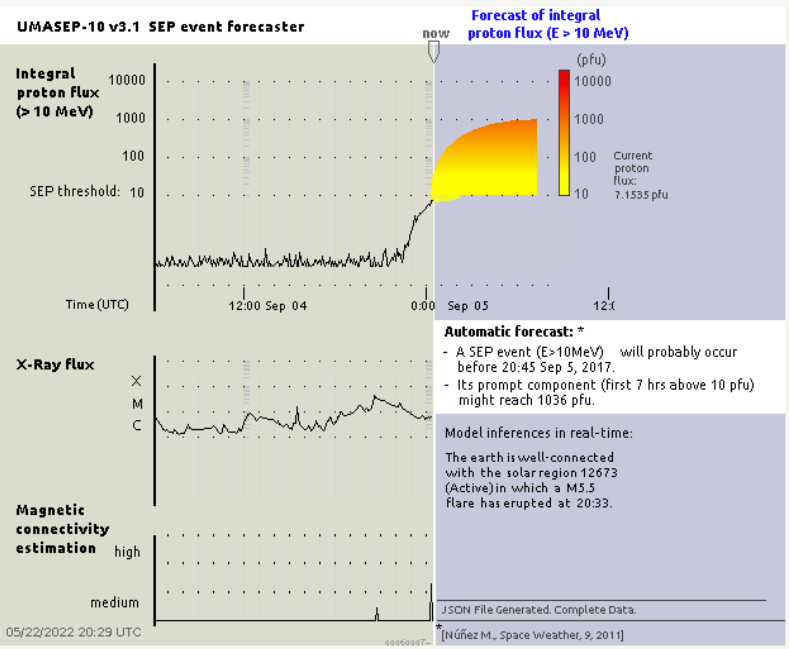 UMASEP-10 v3.1 SEP event forecaster
Forecast of integral
proton flux (E > 10 MeV)
now
Integral
proton flux
(> 10 MeV)
10000
1000
100
SEP threshold: 10
(pfu)
10000
1000
100
10
Current
proton
flux:
7.1535 pfu
Time (UTC)
12:00 Sep 04
0:00 Sep 05
12:
Automatic forecast: *
- A SEP event (E>10MeV) will probably occur
before 20:45 Sep 5, 2017.
- Its prompt component (first 7 hrs above 10 pfu)
might reach 1036 pfu.
X-Ray flux
X
M
C
Model inferences in real-time:
The earth is well-connected
with the solar region 12673
(Active) in which a M5.5
flare has erupted at 20:33.
Magnetic
connectivity
estimation
high
medium
JSON File Generated. Complete Data.
05/22/2022 20:29 UTC
*[Núñez M., Space Weather, 9, 2011]